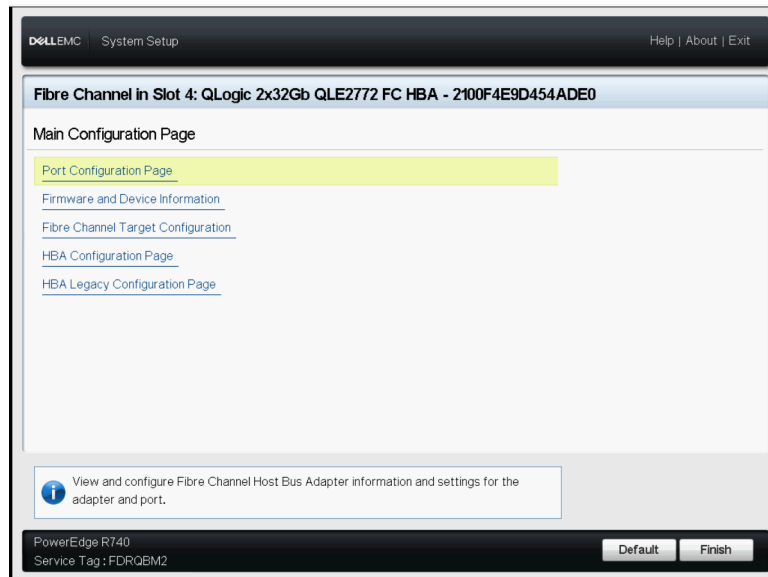 DELLEMC System Setup Help | About | Exit
Fibre Channel in Slot 4: QLogic 2x32Gb QLE2772 FC HBA - 2100F4E9D454ADE0
Main Configuration Page
Port Configuration Page
Firmware and Device Information
Fibre Channel Target Configuration
HBA Configuration Page
HBA Legacy Configuration Page
View and configure Fibre Channel Host Bus Adapter information and settings for the
adapter and port.
PowerEdge R740
Service Tag : FDRQBM2
Default Finish